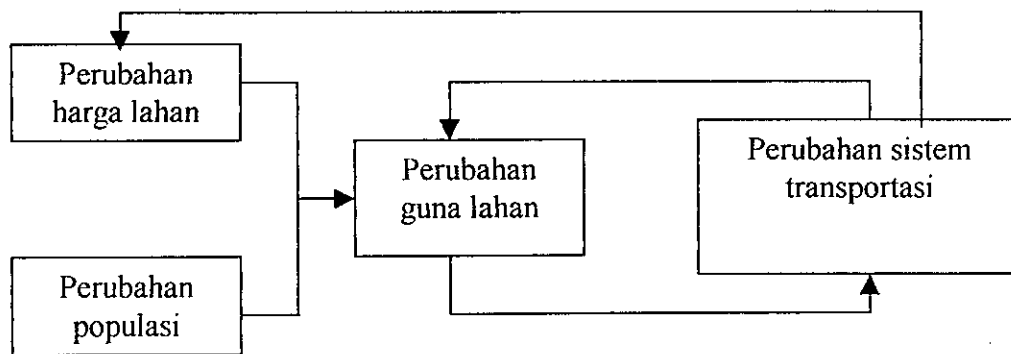 Perubahan
harga lahan
Perubahan
guna lahan
Perubahan sistem
transportasi
Perubahan
populasi